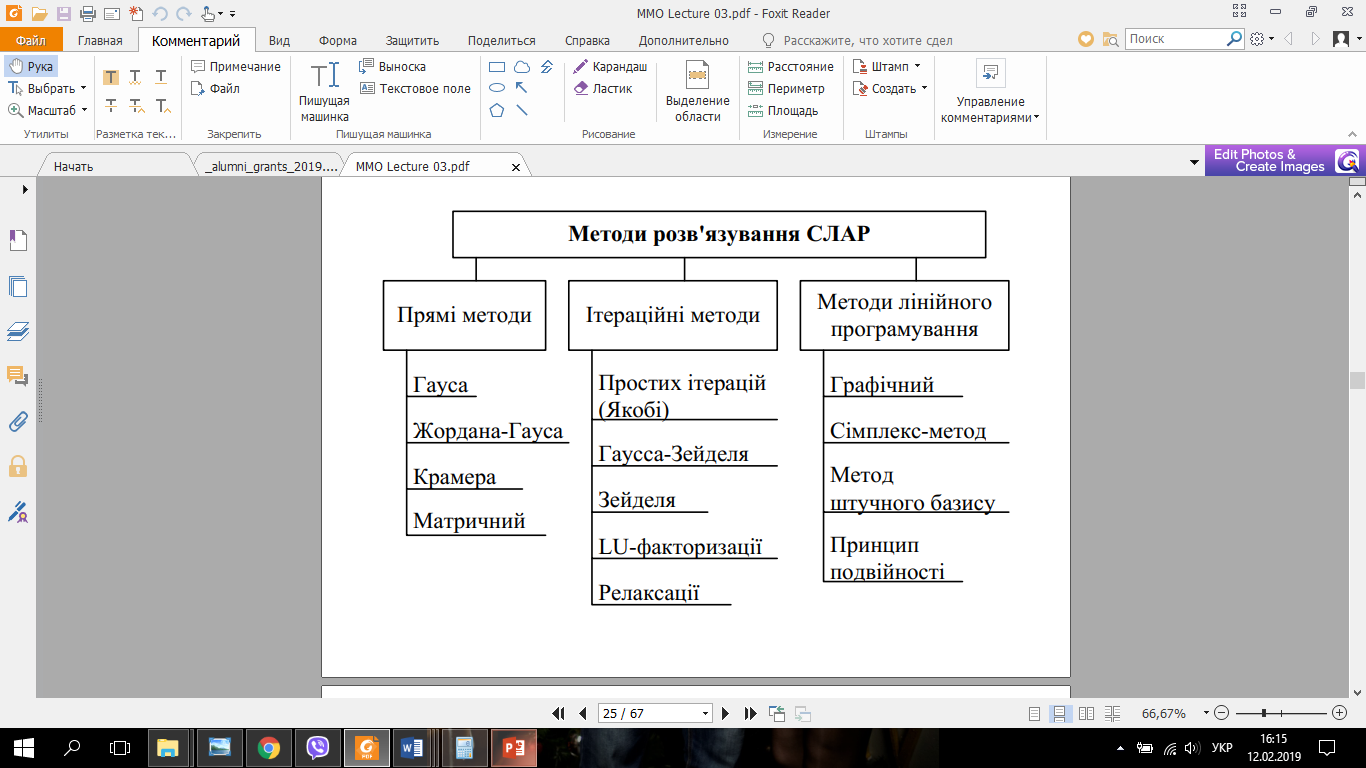 MMO Lecture 03.pdf - Foxit Reader
Файл
Главная
Комментарий
Вид
Форма
Защитить
Поделиться
Справка
Дополнительно
Расскажите, что хотите сдел
Поиск
Рука
Выбрать
Масштаб
Утилиты
T T T
T T T
Разметка тек...
Примечание
Файл
Закрепить
Пишущая
машинка
Выноска
Текстовое поле
Пишущая машинка
Карандаш
Ластик
Рисование
Выделение
области
Расстояние
Периметр
Площадь
Измерение
Штамп
Создать
Штампы
Управление
комментариями
Начать
_alumni_grants_2019....
MMO Lecture 03.pdf
Edit Photos &
Create Images
Методи розв'язування СЛАР
Прямі методи
Гауса
Жордана-Гауса
Крамера
Матричний
Ітераційні методи
Простих ітерацій
(Якобі)
Гаусса-Зейделя
Зейделя
LU-факторизації
Релаксації
Методи лінійного
програмування
Графічний
Сімплекс-метод
Метод
штучного базису
Принцип
подвійності
25 / 67
66,67%
PDF
УКР
16:15
12.02.2019